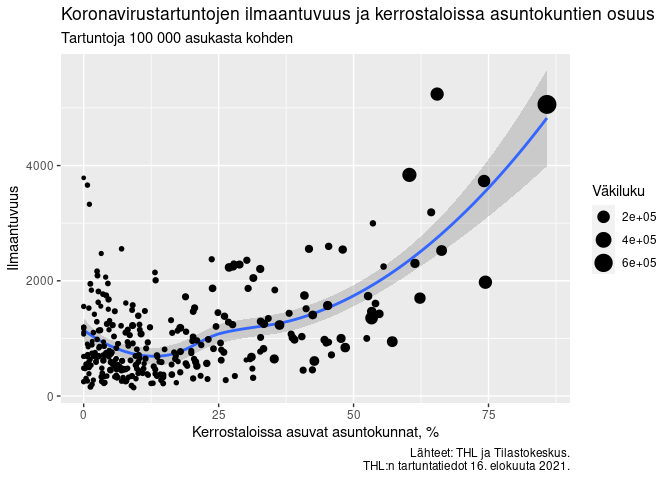 Koronavirustartuntojen ilmaantuvuus ja kerrostaloissa asuntokuntien osuus
Tartuntoja 100 000 asukasta kohden
Ilmaantuvuus
4000
2000
0
0
25
50
75
Kerrostaloissa asuvat asuntokunnat, %
Väkiluku
2e+05
4e+05
6e+05
Lähteet: THL ja Tilastokeskus.
THL:n tartuntatiedot 16. elokuuta 2021.